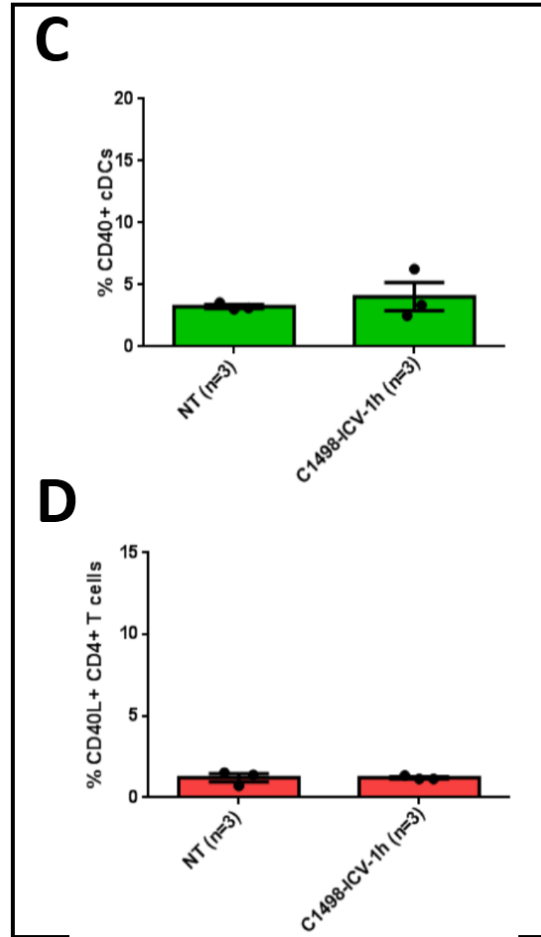 C
20
15
10
5
0
% CD40+ cDCs
NT (n=3)
C1498-ICV-1h (n=3)
D
15
10
5
0
% CD40L+ CD4+ T cells
NT (n=3)
C1498-ICV-1h (n=3)